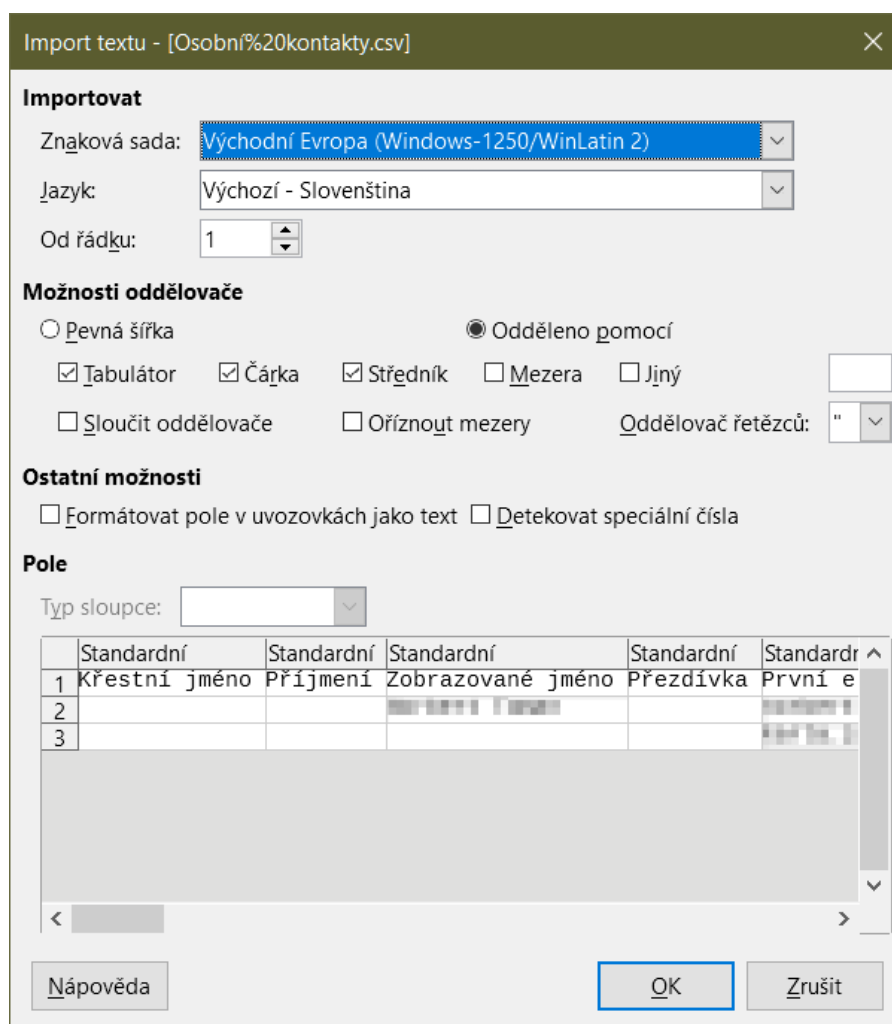 Import textu - [Osobní%20kontakty.csv]
Importovat
Znaková sada: Východní Evropa (Windows-1250/WinLatin 2)
Jazyk: Výchozí - Slovenština
Od řádku: 1
Možnosti oddělovače
Pevná šířka Odděleno pomocí
Tabulátor Čárka Středník Mezera Jiný
Sloučit oddělovače Oříznout mezery Oddělovač řetězců: "
Ostatní možnosti
Formátovat pole v uvozovkách jako text Detekovat speciální čísla
Pole
Typ sloupce:
Standardní Standardní Standardní Standardní Standardn
1 Křestní jméno Příjmení Zobrazované jméno Přezdívka První e
2
3
Nápověda OK Zrušit